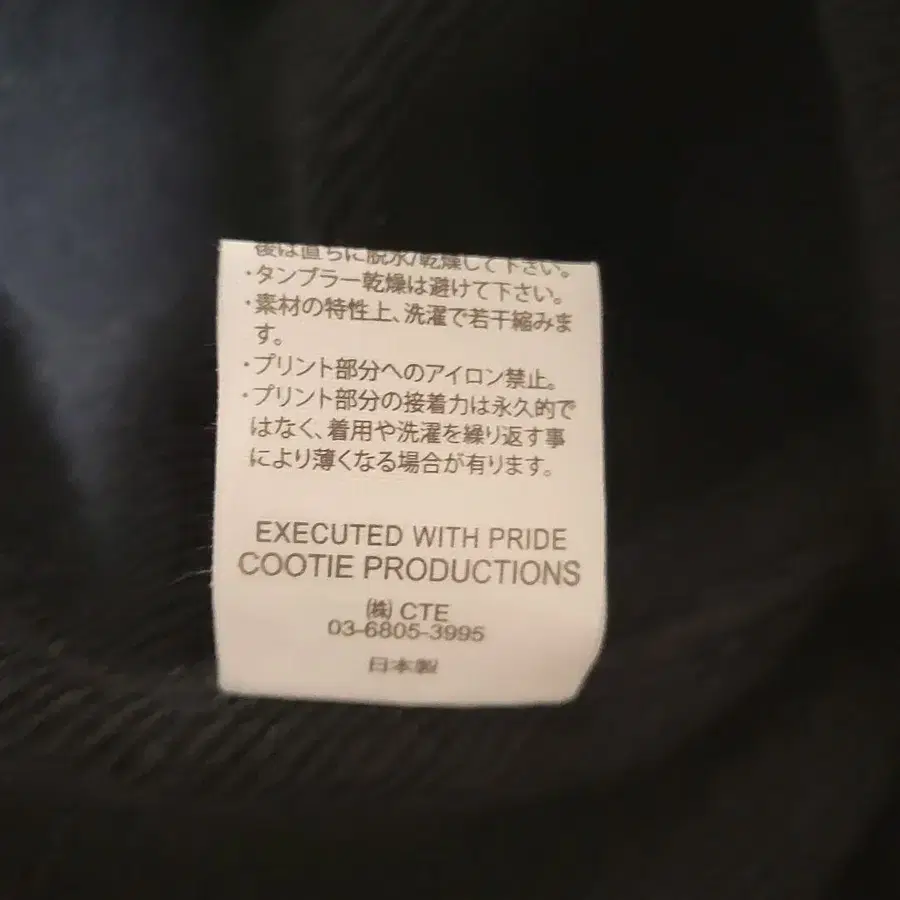 後は直ちに脱水/乾燥して下さい。
・タンブラー乾燥は避けて下さい。
・素材の特性上、洗濯で若干縮みま
す。
・プリント部分へのアイロン禁止。
・プリント部分の接着力は永久的で
はなく、着用や洗濯を繰り返す事
により薄くなる場合が有ります。
EXECUTED WITH PRIDE
COOTIE PRODUCTIONS
㈱ CTE
03-6805-3995
日本製